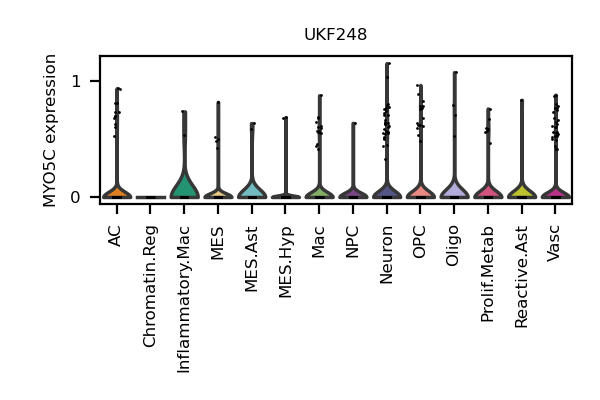 UKF248
MYO5C expression
1
0
AC
Chromatin.Reg
Inflammatory.Mac
MES
MES.Ast
MES.Hyp
Mac
NPC
Neuron
OPC
Oligo
Prolif.Metab
Reactive.Ast
Vasc